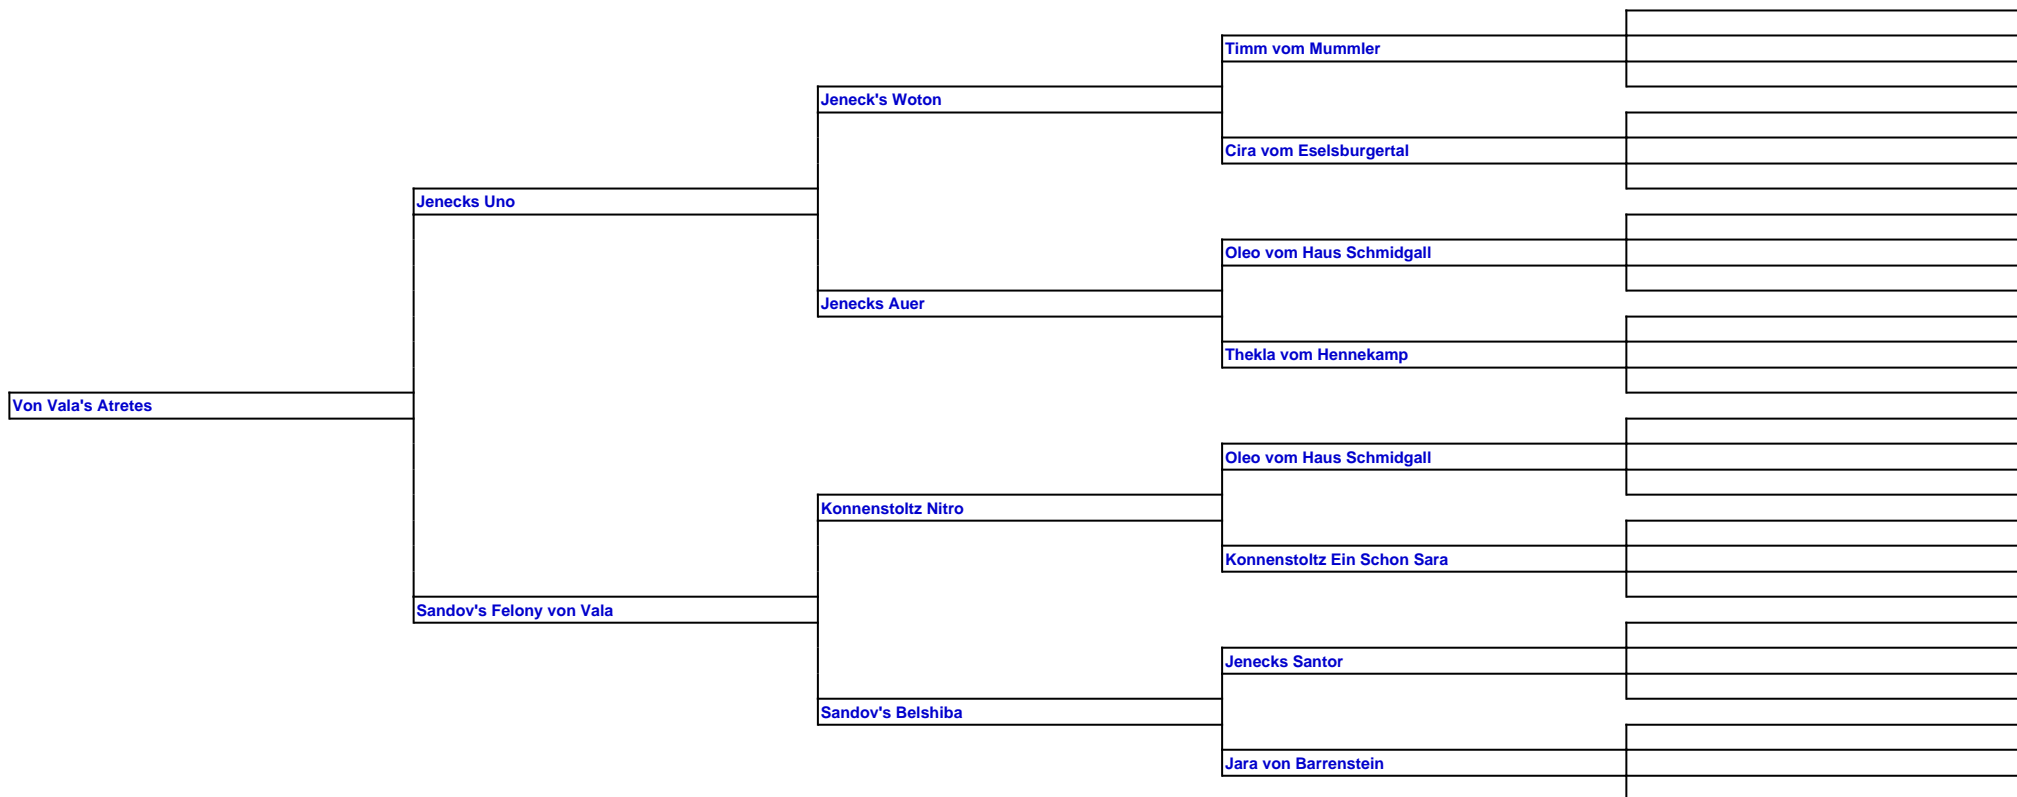 Timm vom Mummler
Jeneck's Woton
Cira vom Eselsburgertal
Jenecks Uno
Oleo vom Haus Schmidgall
Jenecks Auer
Thekla vom Hennekamp
Von Vala's Atretes
Oleo vom Haus Schmidgall
Konnenstoltz Nitro
Konnenstoltz Ein Schon Sara
Sandov's Felony von Vala
Jenecks Santor
Sandov's Belshiba
Jara von Barrenstein